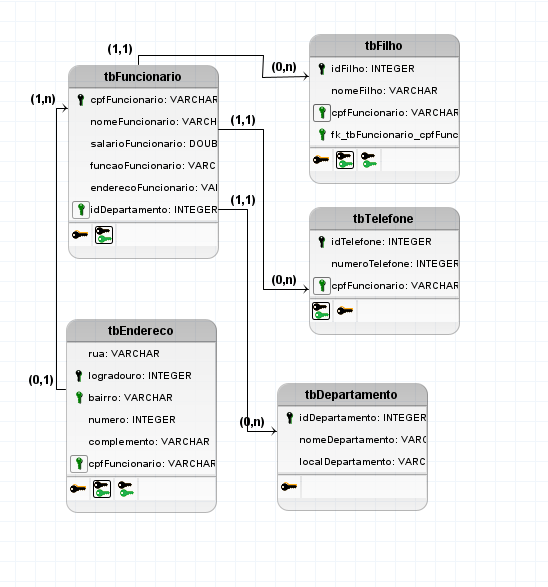 (1,1)
tbFuncionario
cpfFuncionario: VARCHAR
nomeFuncionario: VARCH
salarioFuncionario: DOUB
funcaoFuncionario: VARC
enderecoFuncionario: VAI
idDepartamento: INTEGER
(0,n)
tbFilho
idFilho: INTEGER
nomeFilho: VARCHAR
cpfFuncionario: VARCHAR
fk_tbFuncionario_cpfFunc
(1,n)
(1,1)
(1,1)
tbTelefone
idTelefone: INTEGER
numeroTelefone: INTEGER
cpfFuncionario: VARCHAR
(0,n)
tbEndereco
rua: VARCHAR
logradouro: INTEGER
bairro: VARCHAR
numero: INTEGER
complemento: VARCHAR
cpfFuncionario: VARCHAR
(0,1)
(0,n)
tbDepartamento
idDepartamento: INTEGER
nomeDepartamento: VARC
localDepartamento: VARC